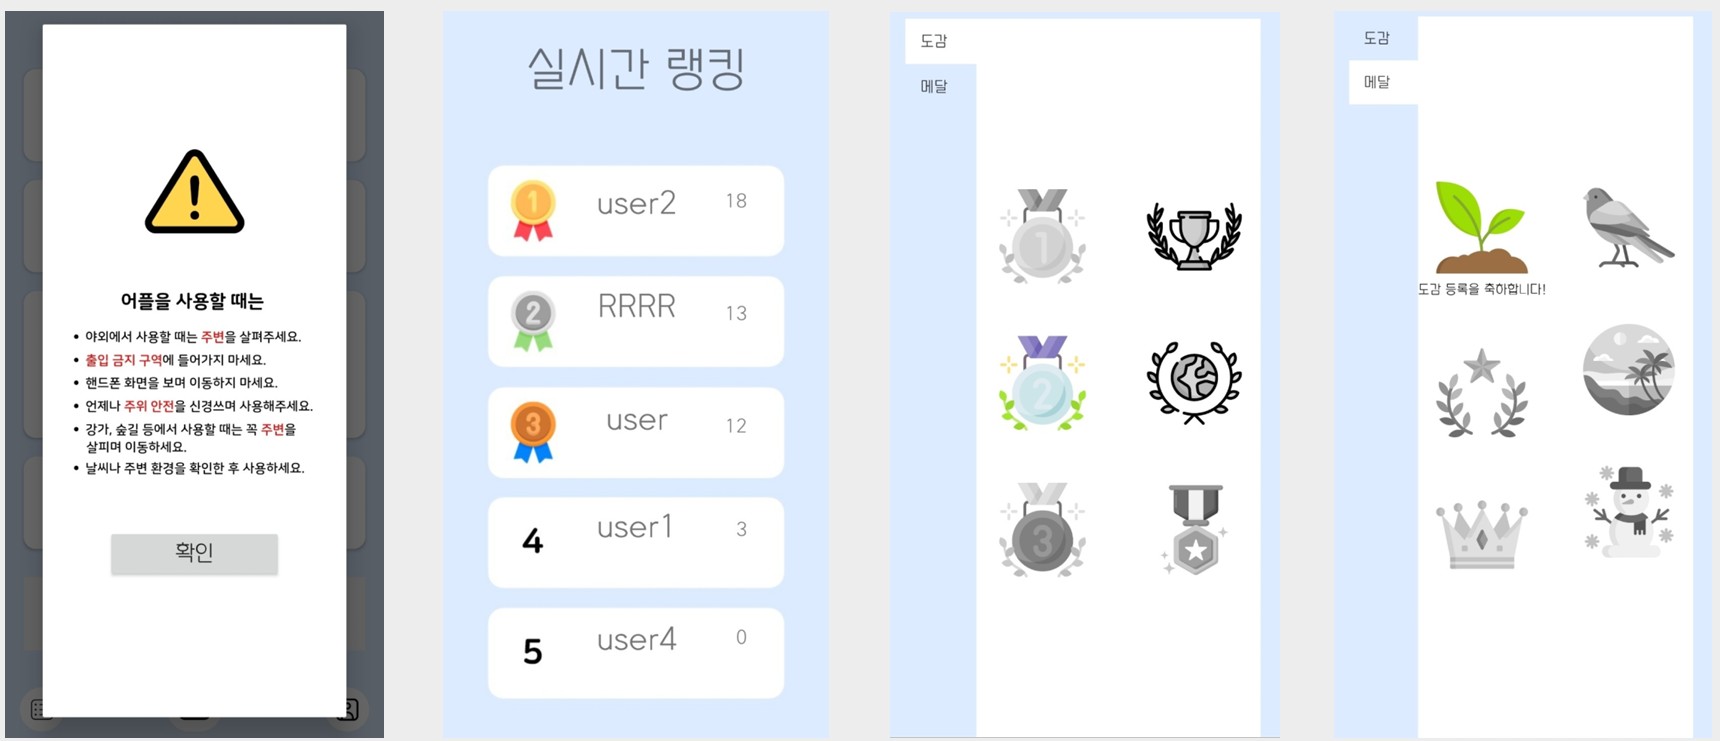 어플을 사용할 때는
• 야외에서 사용할 때는 주변을 살펴주세요.
• 출입 금지 구역에 들어가지 마세요.
• 핸드폰 화면을 보며 이동하지 마세요.
• 언제나 주위 안전을 신경쓰며 사용해주세요.
• 강가, 숲길 등에서 사용할 때는 꼭 주변을
살피며 이동하세요.
• 날씨나 주변 환경을 확인한 후 사용하세요.
확인
실시간 랭킹
1 user2 18
2 RRRR 13
3 user 12
4 user1 3
5 user4 0
도감
메달
1
2
3
도감
메달
도감 등록을 축하합니다!